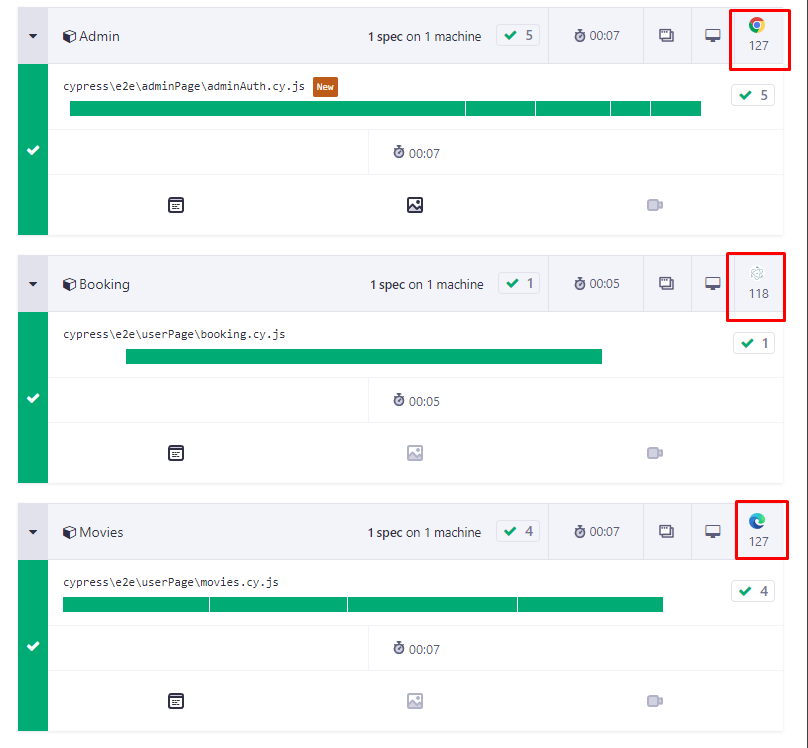 Admin 1 spec on 1 machine 5 00:07 127
cypress\e2e\adminPage\adminAuth.cy.js New 5
00:07
Booking 1 spec on 1 machine 1 00:05 118
cypress\e2e\userPage\booking.cy.js 1
00:05
Movies 1 spec on 1 machine 4 00:07 127
cypress\e2e\userPage\movies.cy.js 4
00:07